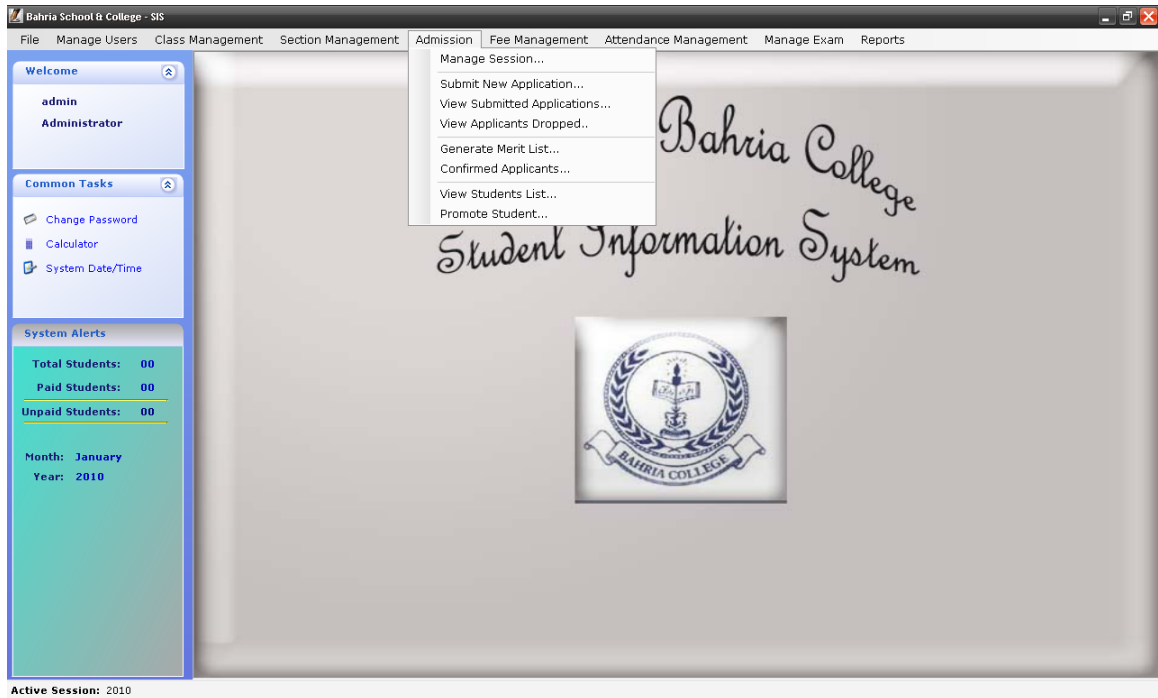 Bahria School & College - SIS
File Manage Users Class Management Section Management Admission Fee Management Attendance Management Manage Exam Reports
Welcome
admin
Administrator
Common Tasks
Change Password
Calculator
System Date/Time
System Alerts
Total Students: 00
Paid Students: 00
Unpaid Students: 00
Month: January
Year: 2010
Manage Session...
Submit New Application...
View Submitted Applications...
View Applicants Dropped..
Generate Merit List...
Confirmed Applicants...
View Students List...
Promote Student...
Bahria College
Student Information System
BAHRIA COLLEGE
Active Session: 2010